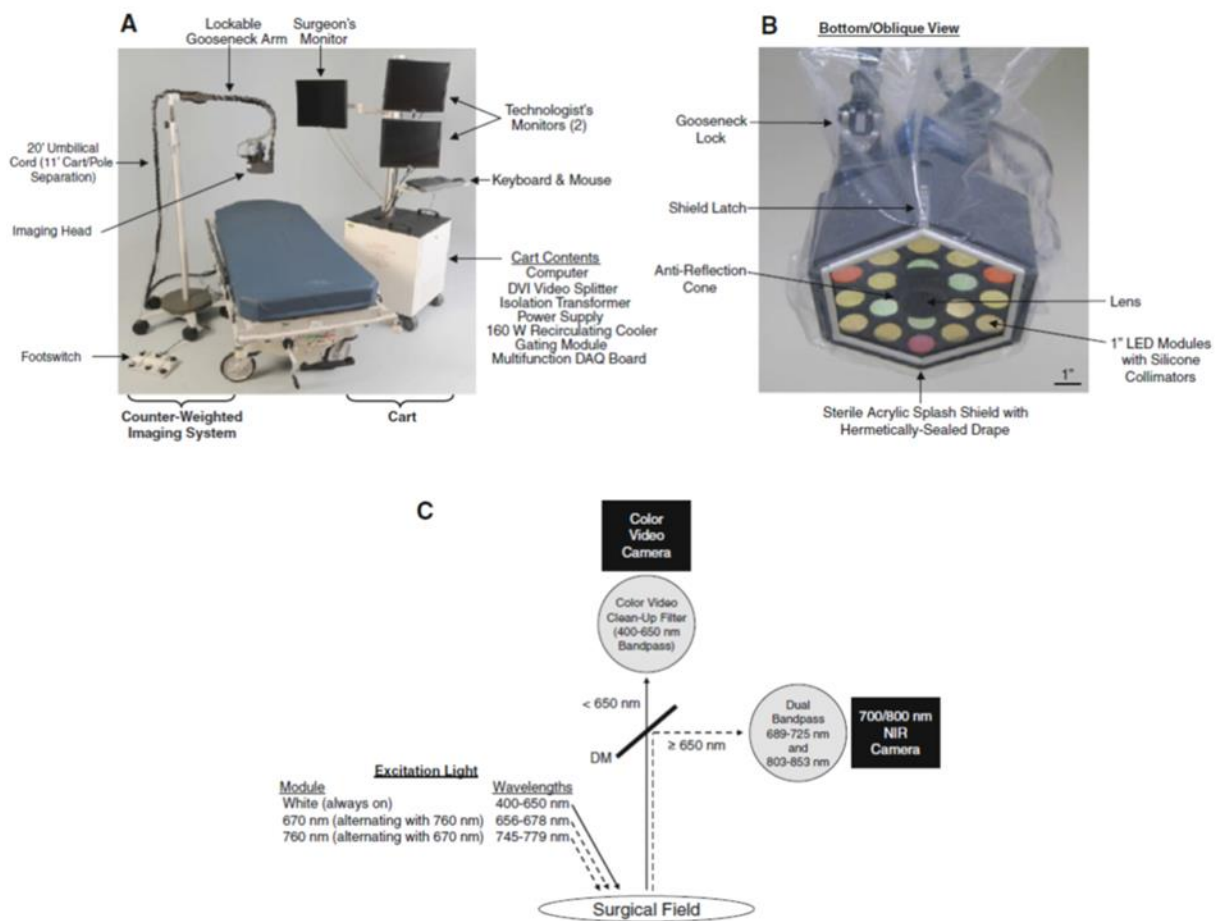 A
Lockable
Gooseneck Arm
Surgeon's
Monitor
Technologist's
Monitors (2)
20' Umbilical
Cord (11' Cart/Pole
Separation)
Keyboard & Mouse
Imaging Head
Cart Contents
Computer
DVI Video Splitter
Isolation Transformer
Power Supply
160 W Recirculating Cooler
Gating Module
Multifunction DAQ Board
Footswitch
Counter-Weighted
Imaging System
Cart
B
Bottom/Oblique View
Gooseneck
Lock
Shield Latch
Anti-Reflection
Cone
Lens
1" LED Modules
with Silicone
Collimators
1"
Sterile Acrylic Splash Shield with
Hermetically-Sealed Drape
C
Color
Video
Camera
Color Video
Clean-Up Filter
(400-650 nm
Bandpass)
< 650 nm
DM
≥ 650 nm
Dual
Bandpass
689-725 nm
and
803-853 nm
700/800 nm
NIR
Camera
Excitation Light
Module Wavelengths
White (always on) 400-650 nm
670 nm (alternating with 760 nm) 656-678 nm
760 nm (alternating with 670 nm) 745-779 nm
Surgical Field